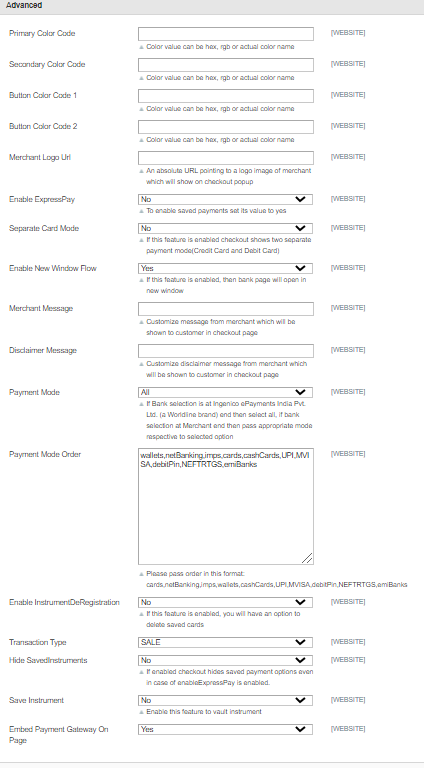 Advanced
Primary Color Code [WEBSITE]
Color value can be hex, rgb or actual color name
Secondary Color Code [WEBSITE]
Color value can be hex, rgb or actual color name
Button Color Code 1 [WEBSITE]
Color value can be hex, rgb or actual color name
Button Color Code 2 [WEBSITE]
Color value can be hex, rgb or actual color name
Merchant Logo Url [WEBSITE]
An absolute URL pointing to a logo image of merchant
which will show on checkout popup
Enable ExpressPay No [WEBSITE]
To enable saved payments set its value to yes
Separate Card Mode No [WEBSITE]
If this feature is enabled checkout shows two separate
payment mode(Credit Card and Debit Card)
Enable New Window Flow Yes [WEBSITE]
If this feature is enabled, then bank page will open in
new window
Merchant Message [WEBSITE]
Customize message from merchant which will be
shown to customer in checkout page
Disclaimer Message [WEBSITE]
Customize disclaimer message from merchant which
will be shown to customer in checkout page
Payment Mode All [WEBSITE]
If Bank selection is at Ingenico ePayments India Pvt.
Ltd. (a Worldline brand) end then select all, if bank
selection at Merchant end then pass appropriate mode
respective to selected option
Payment Mode Order wallets,netBanking,imps,cards,cashCards,UPI,MVI [WEBSITE]
SA,debitPin,NEFTRTGS,emiBanks
Please pass order in this format:
cards,netBanking,imps,wallets,cashCards,UPI,MVISA,debitPin,NEFTRTGS,emiBanks
Enable InstrumentDeRegistration No [WEBSITE]
If this feature is enabled, you will have an option to
delete saved cards
Transaction Type SALE [WEBSITE]
Hide SavedInstruments No [WEBSITE]
If enabled checkout hides saved payment options even
in case of enableExpressPay is enabled.
Save Instrument No [WEBSITE]
Enable this feature to vault instrument
Embed Payment Gateway On Yes [WEBSITE]
Page